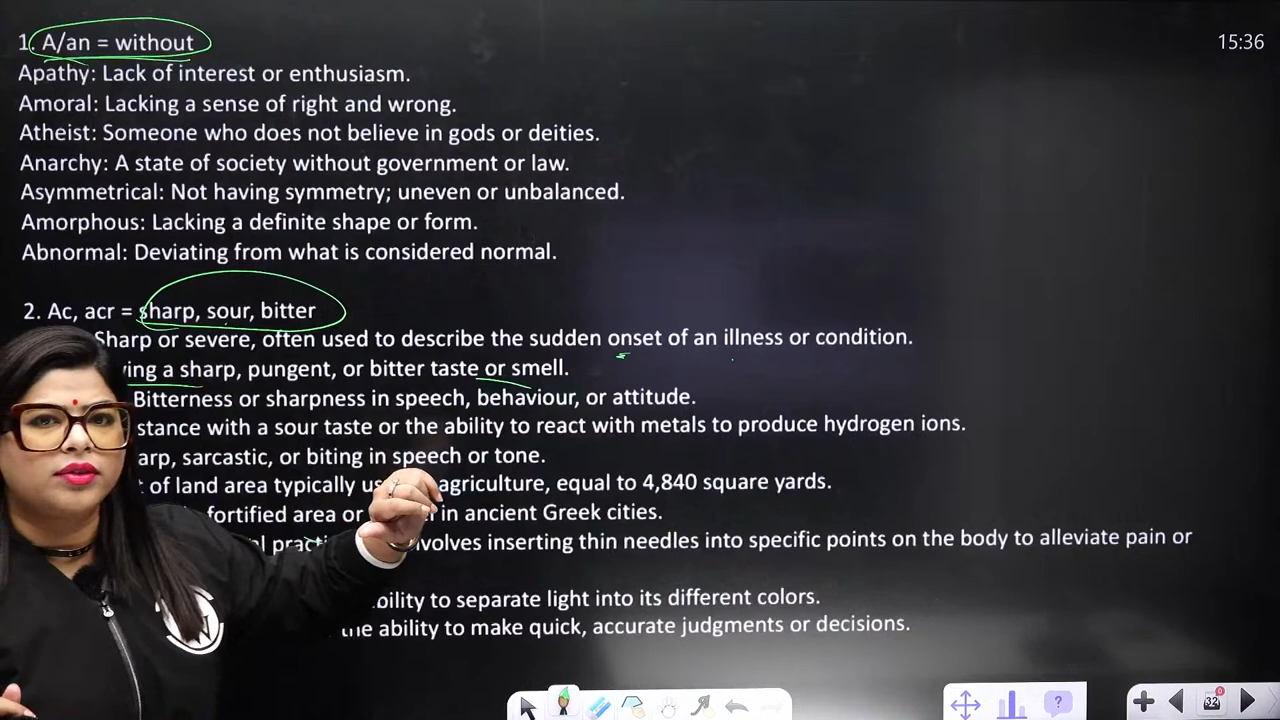 15:36
1. A/an = without
Apathy: Lack of interest or enthusiasm.
Amoral: Lacking a sense of right and wrong.
Atheist: Someone who does not believe in gods or deities.
Anarchy: A state of society without government or law.
Asymmetrical: Not having symmetry; uneven or unbalanced.
Amorphous: Lacking a definite shape or form.
Abnormal: Deviating from what is considered normal.
2. Ac, acr = sharp, sour, bitter
Sharp or severe, often used to describe the sudden onset of an illness or condition.
a sharp, pungent, or bitter taste or smell.
Bitterness or sharpness in speech, behaviour, or attitude.
with a sour taste or the ability to react with metals to produce hydrogen ions.
sarcastic, or biting in speech or tone.
of land area typically agriculture, equal to 4,840 square yards.
fortified area or in ancient Greek cities.
inserting thin needles into specific points on the body to alleviate pain or
to separate light into its different colors.
the ability to make quick, accurate judgments or decisions.
32
0